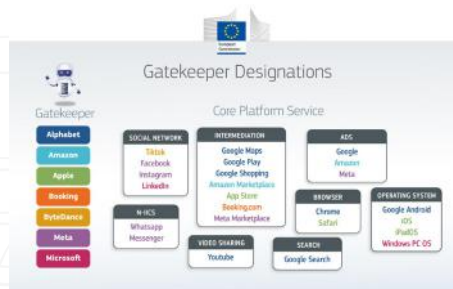 European
Commission
Gatekeeper Designations
Gatekeeper
Core Platform Service
Alphabet
Amazon
Apple
Booking
ByteDance
Meta
Microsoft
SOCIAL NETWORK
Tiktok
Facebook
Instagram
LinkedIn
INTERMEDIATION
Google Maps
Google Play
Google Shopping
Amazon Marketplace
App Store
Booking.com
Meta Marketplace
ADS
Google
Amazon
Meta
N-IICS
Whatsapp
Messenger
VIDEO SHARING
Youtube
BROWSER
Chrome
Safari
SEARCH
Google Search
OPERATING SYSTEM
Google Android
iOS
iPadOS
Windows PC OS